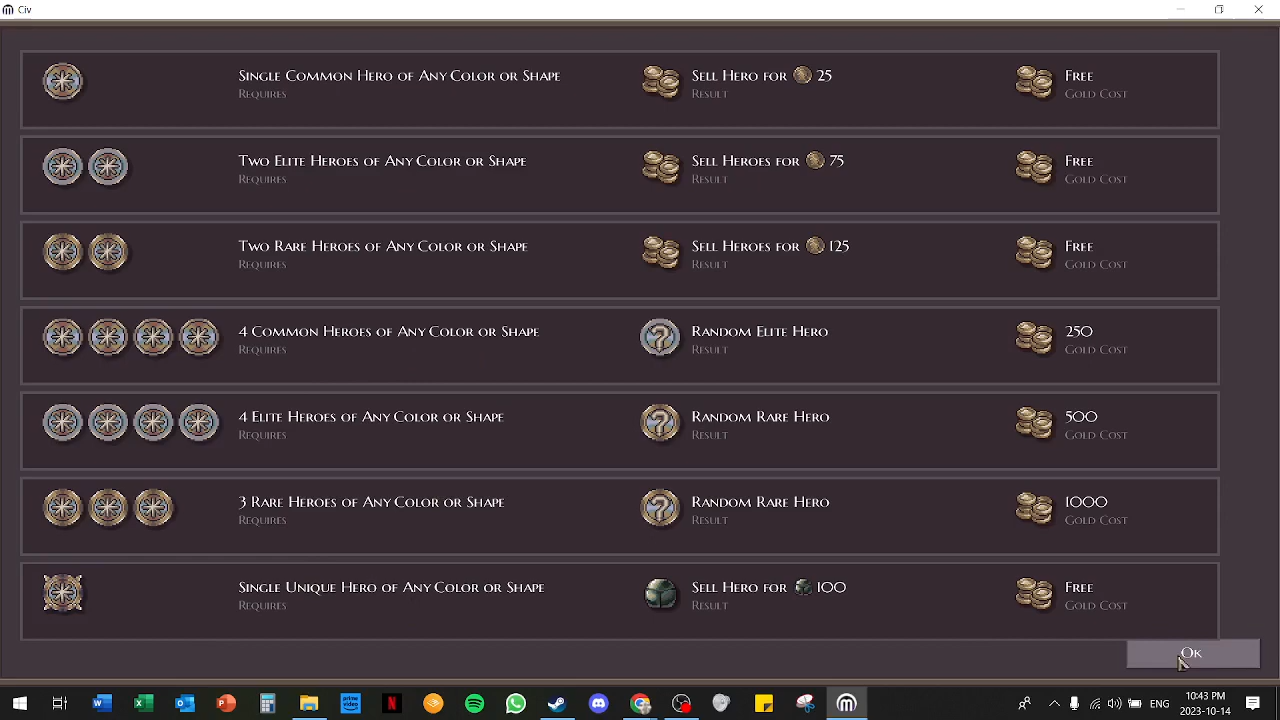 Civ
Single Common Hero of Any Color or Shape
Requires
Sell Hero for 25
Result
Free
Gold Cost
Two Elite Heroes of Any Color or Shape
Requires
Sell Heroes for 75
Result
Free
Gold Cost
Two Rare Heroes of Any Color or Shape
Requires
Sell Heroes for 125
Result
Free
Gold Cost
4 Common Heroes of Any Color or Shape
Requires
Random Elite Hero
Result
250
Gold Cost
4 Elite Heroes of Any Color or Shape
Requires
Random Rare Hero
Result
500
Gold Cost
3 Rare Heroes of Any Color or Shape
Requires
Random Rare Hero
Result
1000
Gold Cost
Single Unique Hero of Any Color or Shape
Requires
Sell Hero for 100
Result
Free
Gold Cost
Ok
prime video
ENG
10:43 PM
2023-10-14